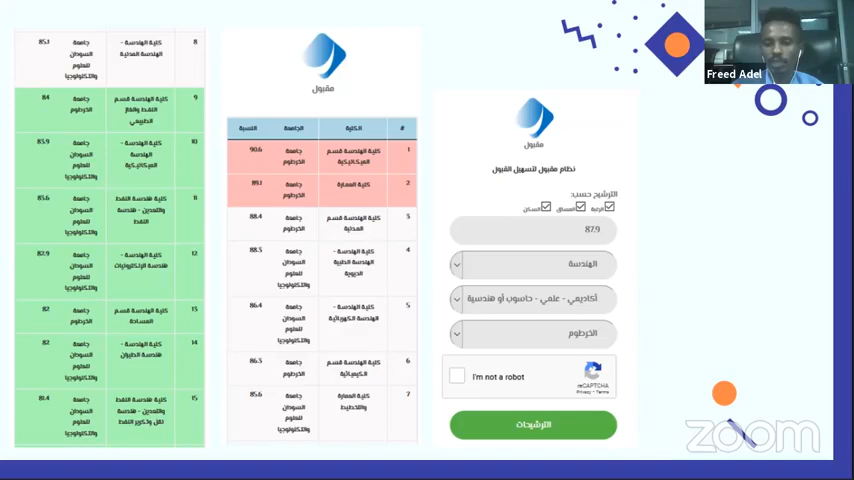 8
كلية الهندسة -
الهندسة المدنية
جامعة
السودان
للعلوم
والتكنولوجيا
85.1
9
كلية الهندسة قسم
النفط والغاز
الطبيعي
جامعة
الخرطوم
84
10
كلية الهندسة -
الهندسة
الميكانيكية
جامعة
السودان
للعلوم
والتكنولوجيا
83.9
11
كلية هندسة النفط
والتعدين - هندسة
النفط
جامعة
السودان
للعلوم
والتكنولوجيا
83.6
12
كلية الهندسة -
هندسة الإلكترونيات
جامعة
السودان
للعلوم
والتكنولوجيا
82.9
13
كلية الهندسة قسم
المساحة
جامعة
الخرطوم
82
14
كلية الهندسة -
هندسة الطيران
جامعة
السودان
للعلوم
والتكنولوجيا
82
15
كلية هندسة النفط
والتعدين - هندسة
نقل وتكرير النفط
جامعة
السودان
للعلوم
والتكنولوجيا
81.4
مقبول
# الكلية الجامعة النسبة
1
كلية الهندسة قسم
الميكانيكية
جامعة
الخرطوم
90.6
2
كلية العمارة
جامعة
الخرطوم
89.1
3
كلية الهندسة قسم
المدنية
جامعة
الخرطوم
88.4
4
كلية الهندسة -
الهندسة الطبية
الحيوية
جامعة
السودان
للعلوم
والتكنولوجيا
88.3
5
كلية الهندسة -
الهندسة الكهربائية
جامعة
السودان
للعلوم
والتكنولوجيا
86.4
6
كلية الهندسة قسم
الكيميائية
جامعة
الخرطوم
86.3
7
كلية العمارة
والتخطيط
جامعة
السودان
للعلوم
والتكنولوجيا
85.6
مقبول
نظام مقبول لتسهيل القبول
الترشيح حسب:
الرغبة المساق السكن
87.9
الهندسة
أكاديمي - علمي - حاسوب أو هندسية
الخرطوم
I'm not a robot
reCAPTCHA
Privacy - Terms
الترشيحات
Freed Adel
zoom